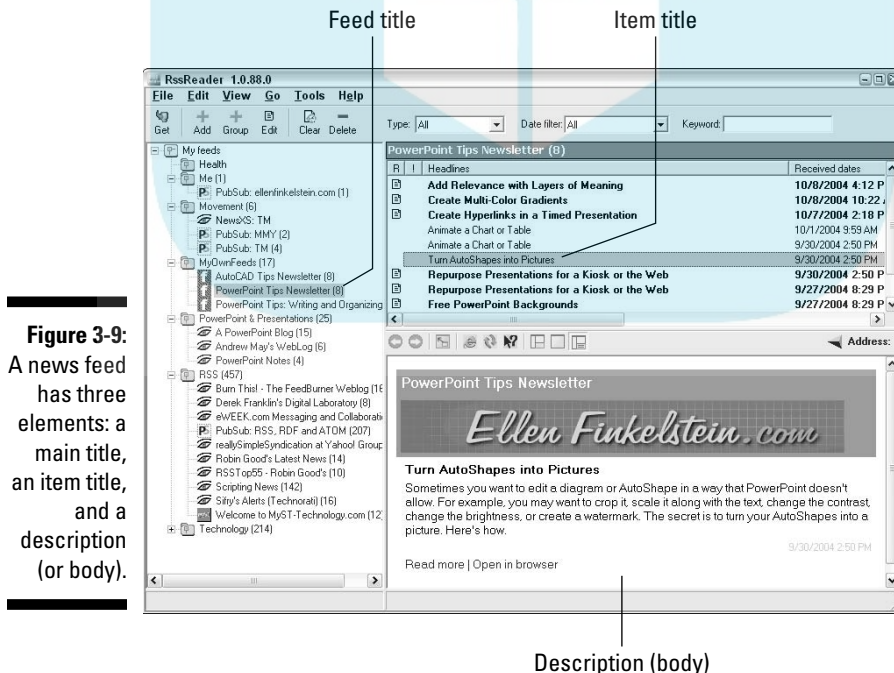 Feed title
Item title
RssReader 1.0.88.0
File Edit View Go Tools Help
Get Add Group Edit Clear Delete
Type: All Date filter: All Keyword:
My feeds
Health
Me (1)
PubSub: ellenfinkelstein.com (1)
Movement (6)
NewsXS: TM
PubSub: MMY (2)
PubSub: TM (4)
MyOwnFeeds (17)
AutoCAD Tips Newsletter (8)
PowerPoint Tips Newsletter (8)
PowerPoint Tips: Writing and Organizing
PowerPoint & Presentations (25)
A PowerPoint Blog (15)
Andrew May's WebLog (6)
PowerPoint Notes (4)
RSS (457)
Burn This! - The FeedBurner Weblog (16
Derek Franklin's Digital Laboratory (8)
eWEEK.com Messaging and Collaborati
PubSub: RSS, RDF and ATOM (207)
reallySimpleSyndication at Yahoo! Group
Robin Good's Latest News (14)
RSSTop55 - Robin Good's (10)
Scripting News (142)
Sifry's Alerts (Technorati) (16)
Welcome to MyST-Technology.com (12)
Technology (214)
PowerPoint Tips Newsletter (8)
R ! Headlines Received dates
Add Relevance with Layers of Meaning 10/8/2004 4:12 P
Create Multi-Color Gradients 10/8/2004 10:22
Create Hyperlinks in a Timed Presentation 10/7/2004 2:18 P
Animate a Chart or Table 10/1/2004 9:59 AM
Animate a Chart or Table 9/30/2004 2:50 PM
Turn AutoShapes into Pictures 9/30/2004 2:50 PM
Repurpose Presentations for a Kiosk or the Web 9/30/2004 2:50 P
Repurpose Presentations for a Kiosk or the Web 9/27/2004 8:29 P
Free PowerPoint Backgrounds 9/27/2004 8:29 P
Address:
PowerPoint Tips Newsletter
Ellen Finkelstein.com
Turn AutoShapes into Pictures
Sometimes you want to edit a diagram or AutoShape in a way that PowerPoint doesn't
allow. For example, you may want to crop it, scale it along with the text, change the contrast,
change the brightness, or create a watermark. The secret is to turn your AutoShapes into a
picture. Here's how.
9/30/2004 2:50 PM
Read more | Open in browser
Description (body)
Figure 3-9:
A news feed
has three
elements: a
main title,
an item title,
and a
description
(or body).